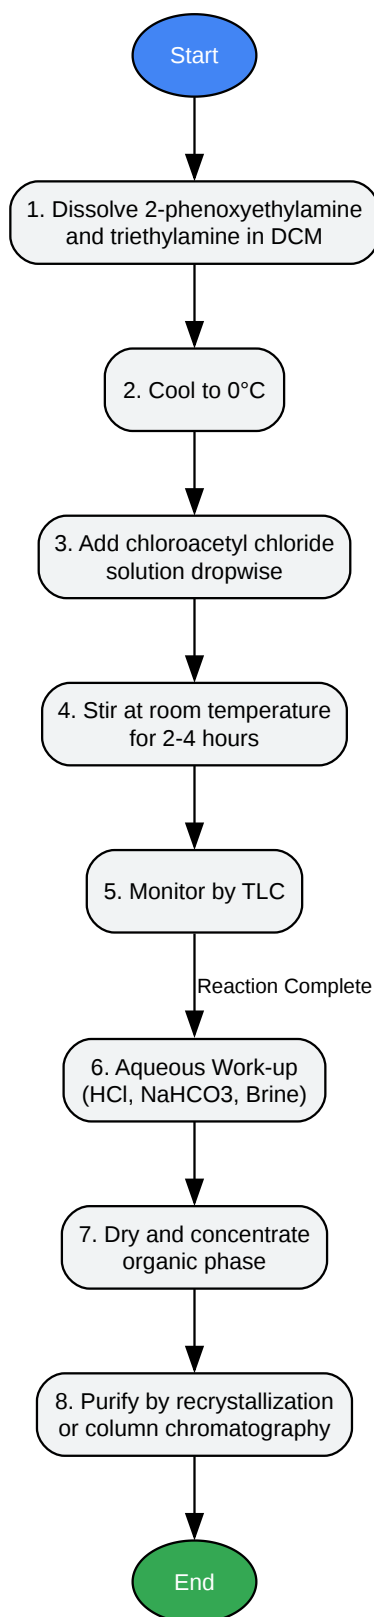 Start
1. Dissolve 2-phenoxyethylamine
and triethylamine in DCM
2. Cool to 0°C
3. Add chloroacetyl chloride
solution dropwise
4. Stir at room temperature
for 2-4 hours
5. Monitor by TLC
Reaction Complete
6. Aqueous Work-up
(HCl, NaHCO3, Brine)
7. Dry and concentrate
organic phase
8. Purify by recrystallization
or column chromatography
End